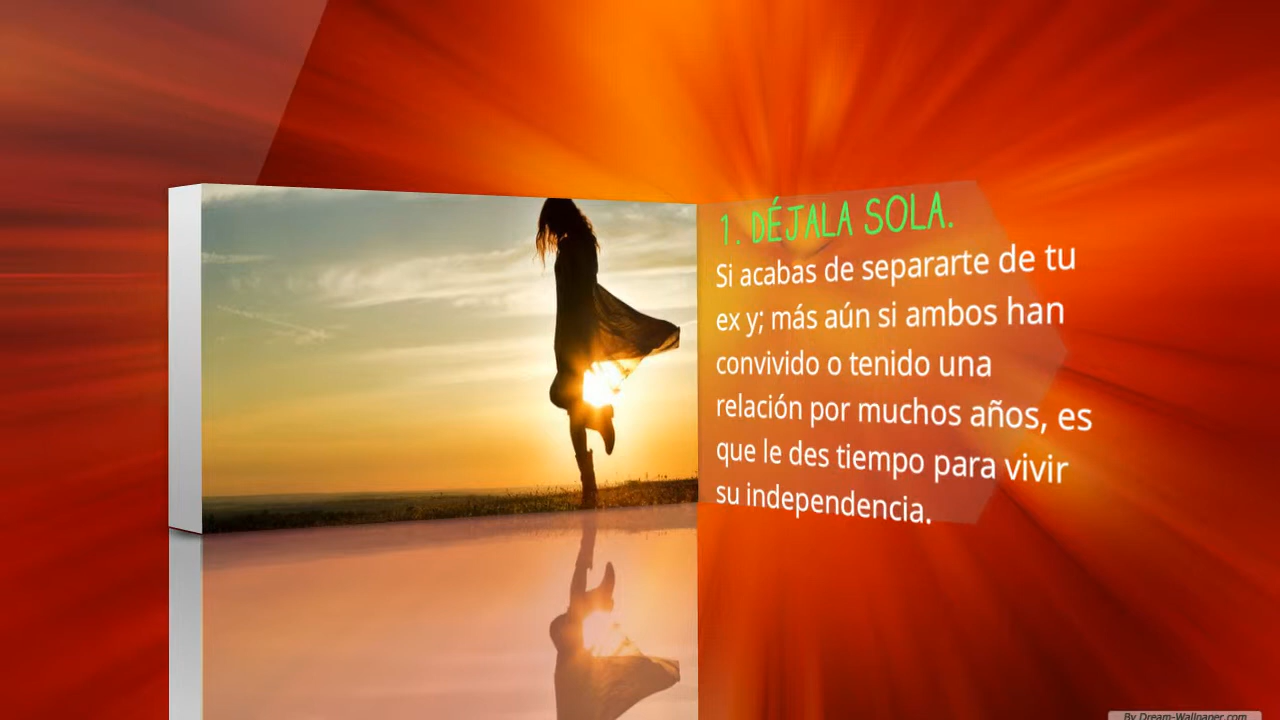 1. DÉJALA SOLA.
Si acabas de separarte de tu
ex y; más aún si ambos han
convivido o tenido una
relación por muchos años, es
que le des tiempo para vivir
su independencia.
By Dream-Wallpaper.com